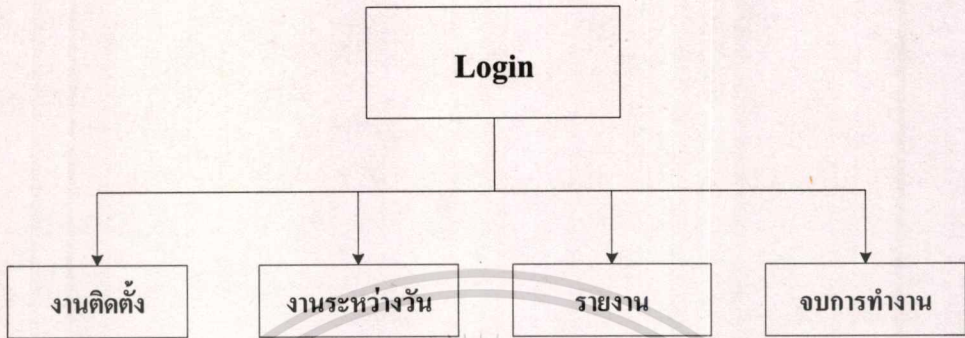 Login
งานติดตั้ง
งานระหว่างวัน
รายงาน
จบการทำงาน